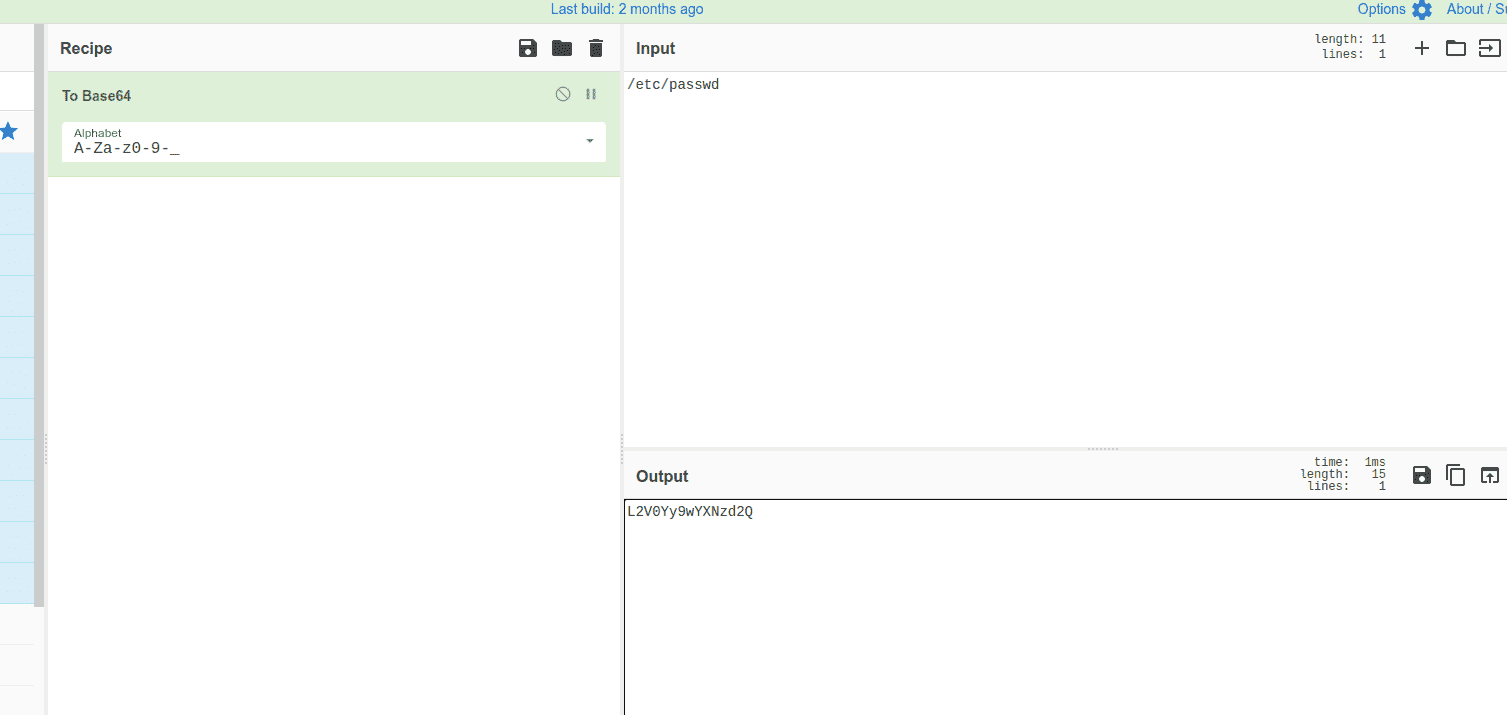 Last build: 2 months ago
Options
About / Su
Recipe
To Base64
Alphabet
A-Za-z0-9-_
Input
length: 11
lines: 1
/etc/passwd
Output
time: 1ms
length: 15
lines: 1
L2V0Yy9wYXNzd2Q